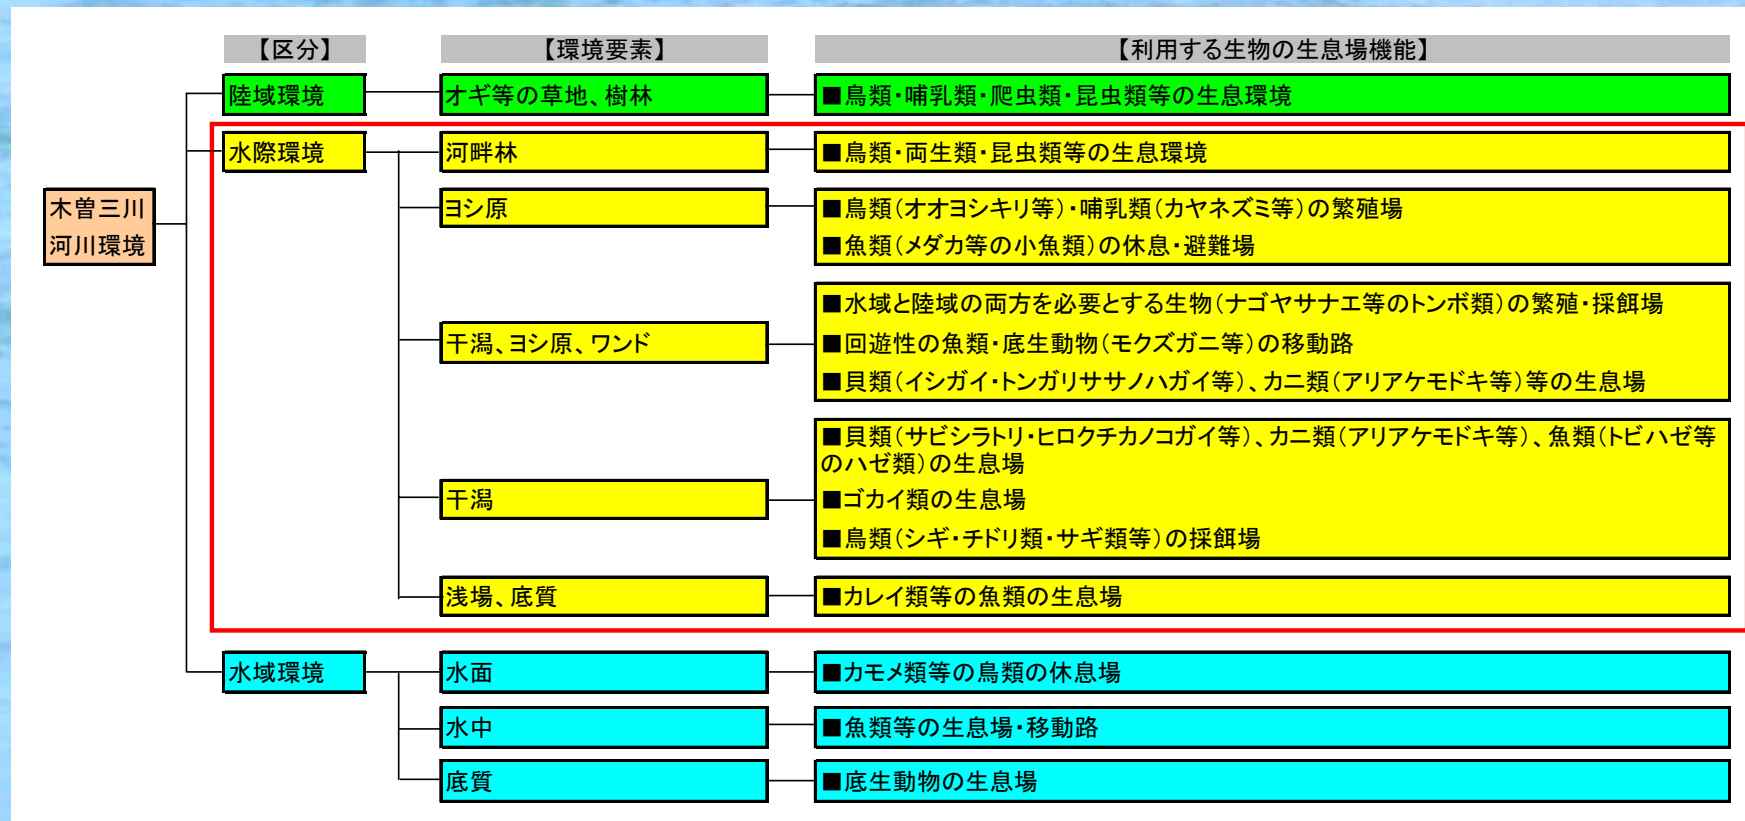 【区分】
【環境要素】
【利用する生物の生息場機能】
陸域環境
オギ等の草地、樹林
■鳥類・哺乳類・爬虫類・昆虫類等の生息環境
水際環境
河畔林
■鳥類・両生類・昆虫類等の生息環境
木曽三川
河川環境
ヨシ原
■鳥類(オオヨシキリ等)・哺乳類(カヤネズミ等)の繁殖場
■魚類(メダカ等の小魚類)の休息・避難場
干潟、ヨシ原、ワンド
■水域と陸域の両方を必要とする生物(ナゴヤサナエ等のトンボ類)の繁殖・採餌場
■回遊性の魚類・底生動物(モクズガニ等)の移動路
■貝類(イシガイ・トンガリササノハガイ等)、カニ類(アリアケモドキ等)等の生息場
干潟
■貝類(サビシラトリ・ヒロクチカノコガイ等)、カニ類(アリアケモドキ等)、魚類(トビハゼ等
のハゼ類)の生息場
■ゴカイ類の生息場
■鳥類(シギ・チドリ類・サギ類等)の採餌場
浅場、底質
■カレイ類等の魚類の生息場
水域環境
水面
■カモメ類等の鳥類の休息場
水中
■魚類等の生息場・移動路
底質
■底生動物の生息場